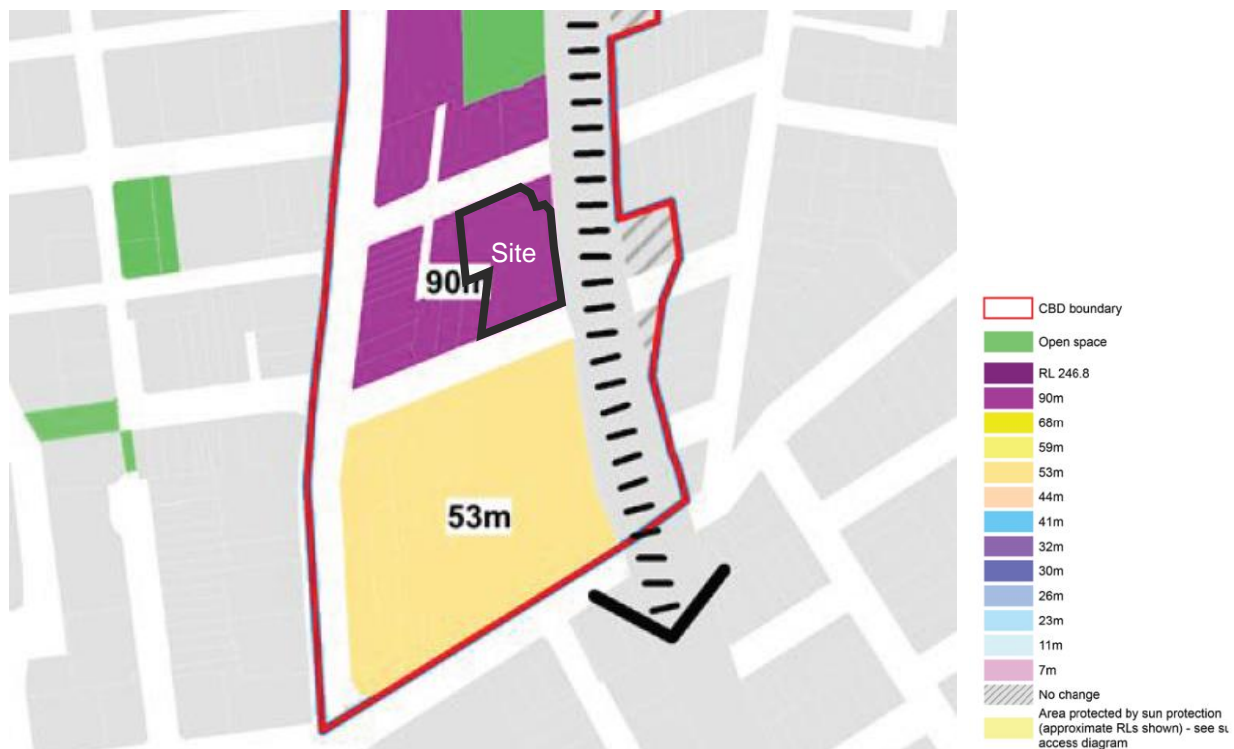 Site
90m
53m
CBD boundary
Open space
RL 246.8
90m
68m
59m
53m
44m
41m
32m
30m
26m
23m
11m
7m
No change
Area protected by sun protection
(approximate RLs shown) - see
access diagram